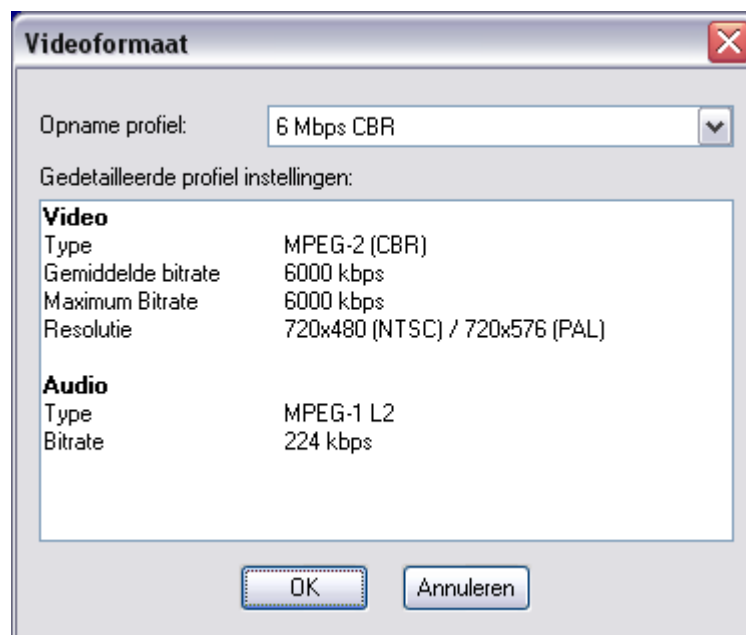 Videoformaat
Opname profiel: 6 Mbps CBR
Gedetailleerde profiel instellingen:
Video
Type MPEG-2 (CBR)
Gemiddelde bitrate 6000 kbps
Maximum Bitrate 6000 kbps
Resolutie 720x480 (NTSC) / 720x576 (PAL)
Audio
Type MPEG-1 L2
Bitrate 224 kbps
OK Annuleren